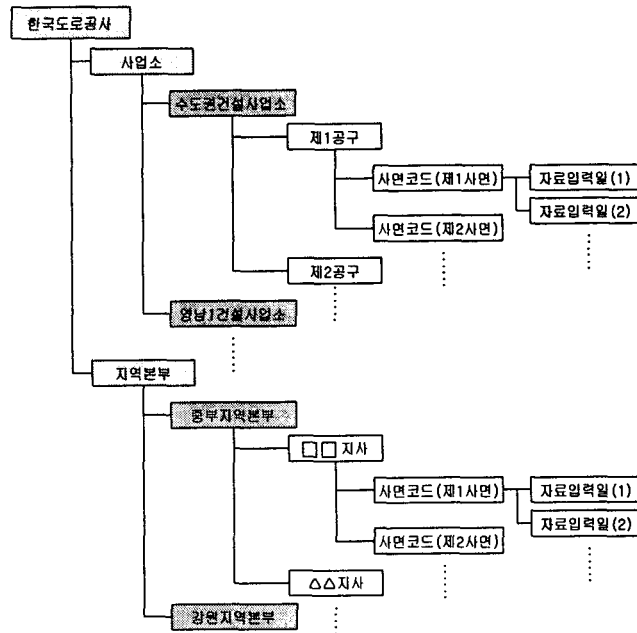 한국도로공사
사업소
수도권건설사업소
제1공구
사면코드(제1사면)
자료입력일(1)
자료입력일(2)
사면코드(제2사면)
제2공구
영남1건설사업소
지역본부
중부지역본부
□□지사
사면코드(제1사면)
자료입력일(1)
자료입력일(2)
사면코드(제2사면)
△△지사
강원지역본부